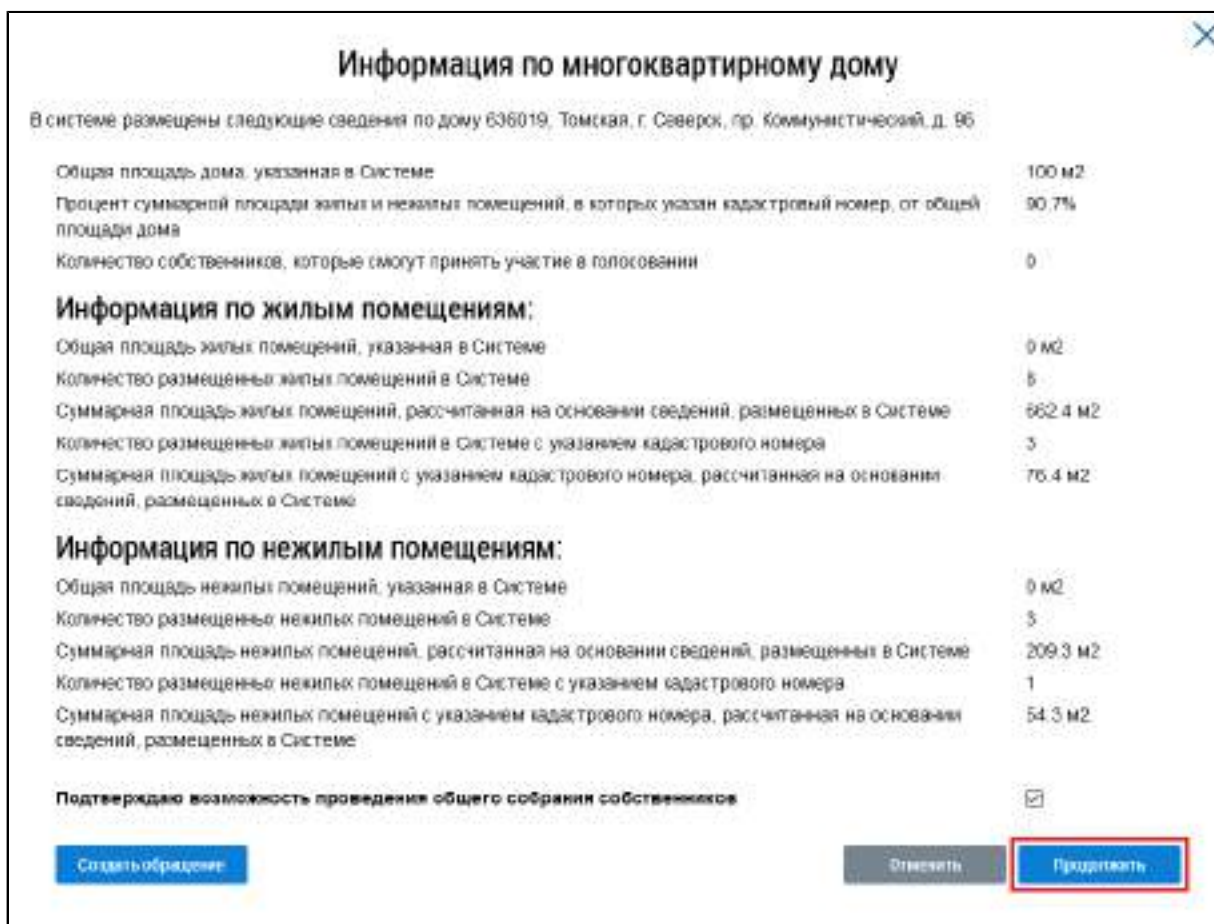 Информация по многоквартирному дому
В системе размещены следующие сведения по дому 636019, Томская, г. Северск, пр. Коммунистический, д. 96
Общая площадь дома, указанная в Системе 100 м2
Процент суммарной площади жилых и нежилых помещений, в которых указан кадастровый номер, от общей 90.7%
площади дома
Количество собственников, которые смогут принять участие в голосовании 0
Информация по жилым помещениям:
Общая площадь жилых помещений, указанная в Системе 0 м2
Количество размещенных жилых помещений в Системе
Суммарная площадь жилых помещений, рассчитанная на основании сведений, размещенных в Системе 662.4 м2
Количество размещенных жилых помещений в Системе с указанием кадастрового номера 3
Суммарная площадь жилых помещений с указанием кадастрового номера, рассчитанная на основании 76.4 м2
сведений, размещенных в Системе
Информация по нежилым помещениям:
Общая площадь нежилых помещений, указанная в Системе 0 м2
Количество размещенных нежилых помещений в Системе 3
Суммарная площадь нежилых помещений, рассчитанная на основании сведений, размещенных в Системе 209.3 м2
Количество размещенных нежилых помещений в Системе с указанием кадастрового номера 1
Суммарная площадь нежилых помещений с указанием кадастрового номера, рассчитанная на основании 54.3 м2
сведений, размещенных в Системе
Подтверждаю возможность проведения общего собрания собственников
Создать обращение Отменить Продолжить